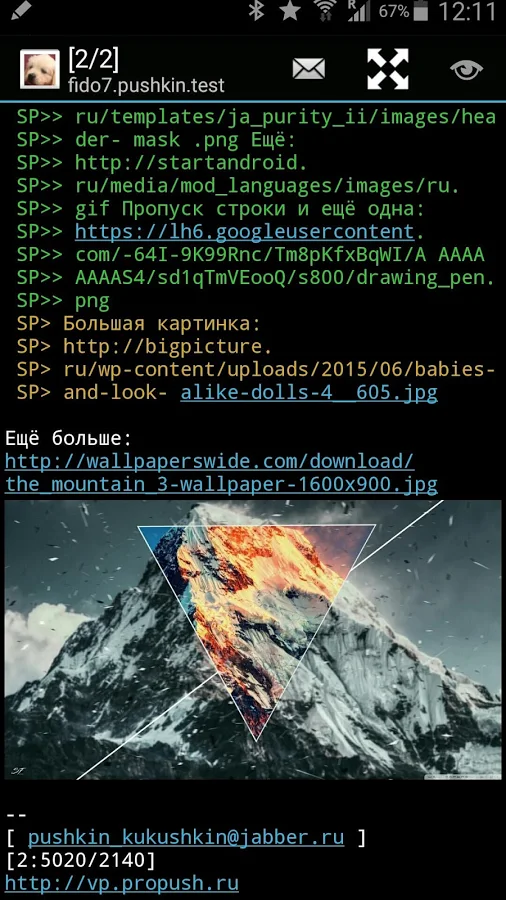 R
67%
12:11
[2/2]
fido7.pushkin.test
SP>> ru/templates/ja_purity_ii/images/hea
SP>> der- mask .png Ещё:
SP>> http://startandroid.
SP>> ru/media/mod_languages/images/ru.
SP>> gif Пропуск строки и ещё одна:
SP>> https://lh6.googleusercontent.
SP>> com/-64I-9K99Rnc/Tm8pKfxBqWI/A AAAA
SP>> AAAAS4/sd1qTmVEooQ/s800/drawing_pen.
SP>> png
SP> Большая картинка:
SP> http://bigpicture.
SP> ru/wp-content/uploads/2015/06/babies-
SP> and-look- alike-dolls-4__605.jpg
Ещё больше:
http://wallpaperswide.com/download/
the_mountain_3-wallpaper-1600x900.jpg
--
[ pushkin_kukushkin@jabber.ru ]
[2:5020/2140]
http://vp.propush.ru